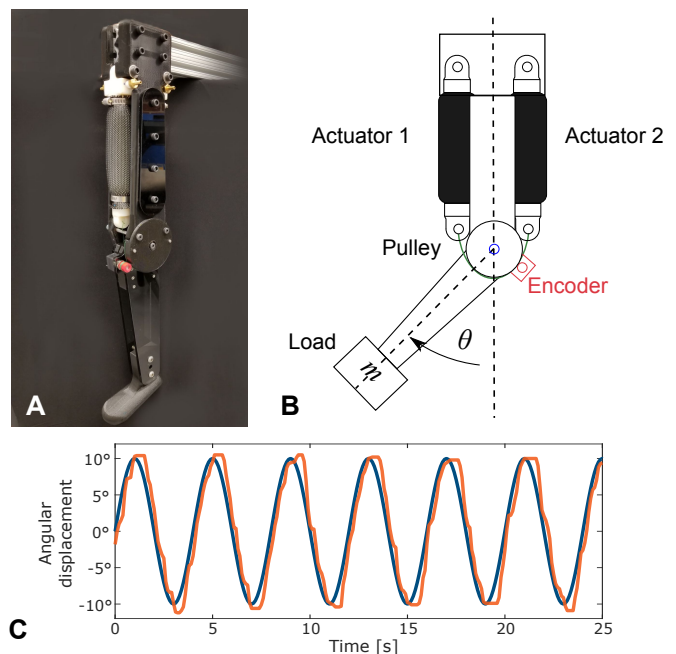 A
B
Actuator 1
Actuator 2
Pulley
Encoder
Load
m
θ
C
Angular
displacement
10°
5°
0°
-5°
-10°
0
5
10
15
20
25
Time [s]